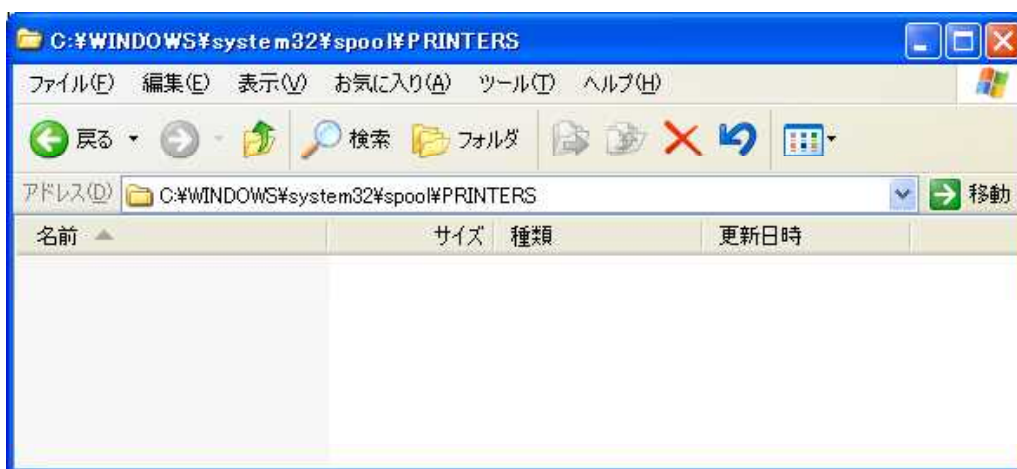 C:¥WINDOWS¥system32¥spool¥PRINTERS
ファイル(F) 編集(E) 表示(V) お気に入り(A) ツール(T) ヘルプ(H)
戻る 検索 フォルダ
アドレス(D) C:¥WINDOWS¥system32¥spool¥PRINTERS 移動
名前 サイズ 種類 更新日時